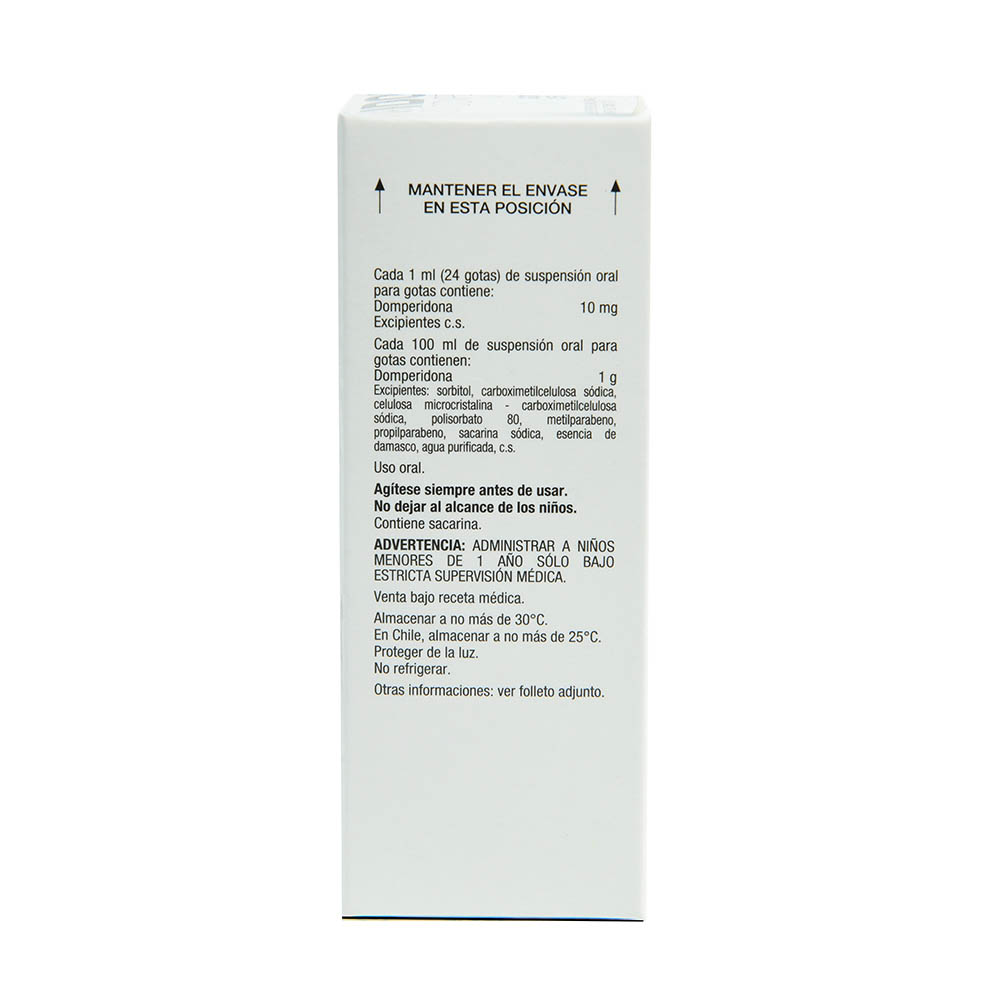 MANTENER EL ENVASE
EN ESTA POSICIÓN
Cada 1 ml (24 gotas) de suspensión oral
para gotas contiene:
Domperidona 10 mg
Excipientes c.s.
Cada 100 ml de suspensión oral para
gotas contienen:
Domperidona 1 g
Excipientes: sorbitol, carboximetilcelulosa sódica,
celulosa microcristalina - carboximetilcelulosa
sódica, polisorbato 80, metilparabeno,
propilparabeno, sacarina sódica, esencia de
damasco, agua purificada, c.s.
Uso oral.
Agítese siempre antes de usar.
No dejar al alcance de los niños.
Contiene sacarina.
ADVERTENCIA: ADMINISTRAR A NIÑOS
MENORES DE 1 AÑO SÓLO BAJO
ESTRICTA SUPERVISIÓN MÉDICA.
Venta bajo receta médica.
Almacenar a no más de 30°C.
En Chile, almacenar a no más de 25°C.
Proteger de la luz.
No refrigerar.
Otras informaciones: ver folleto adjunto.